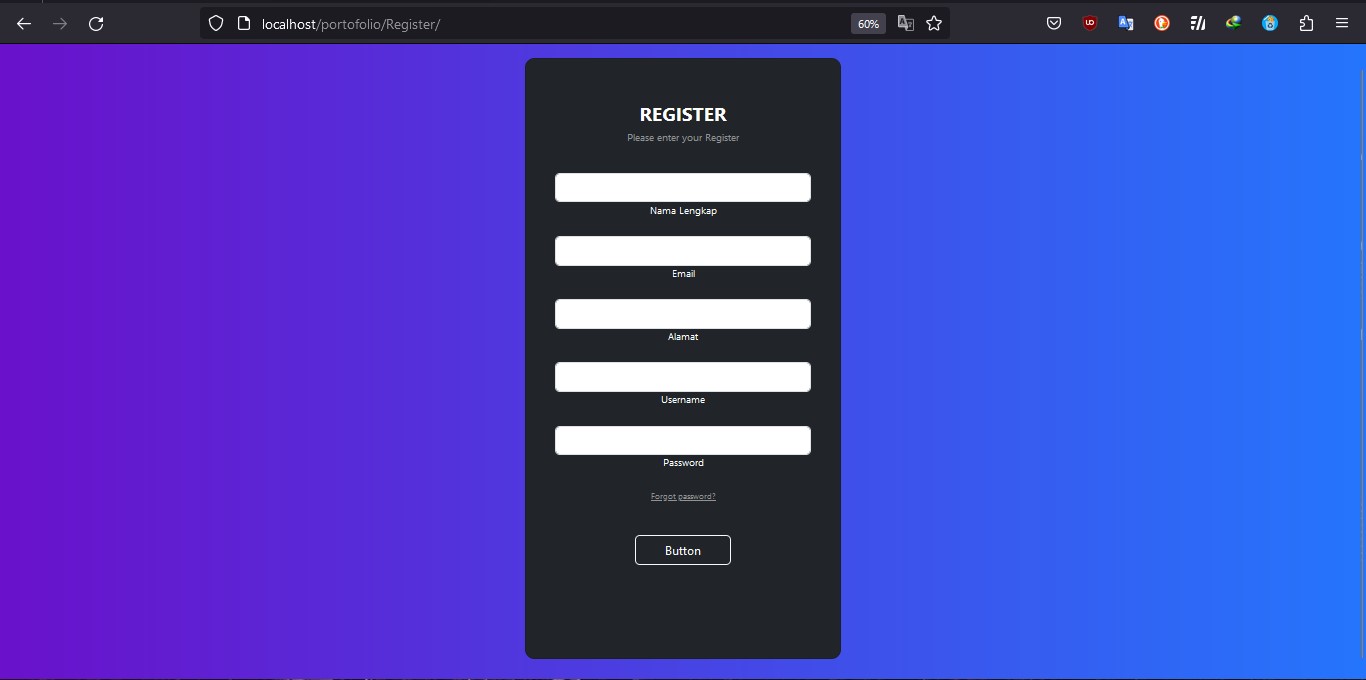 localhost/portofolio/Register/
60%
REGISTER
Please enter your Register
Nama Lengkap
Email
Alamat
Username
Password
Forgot password?
Button